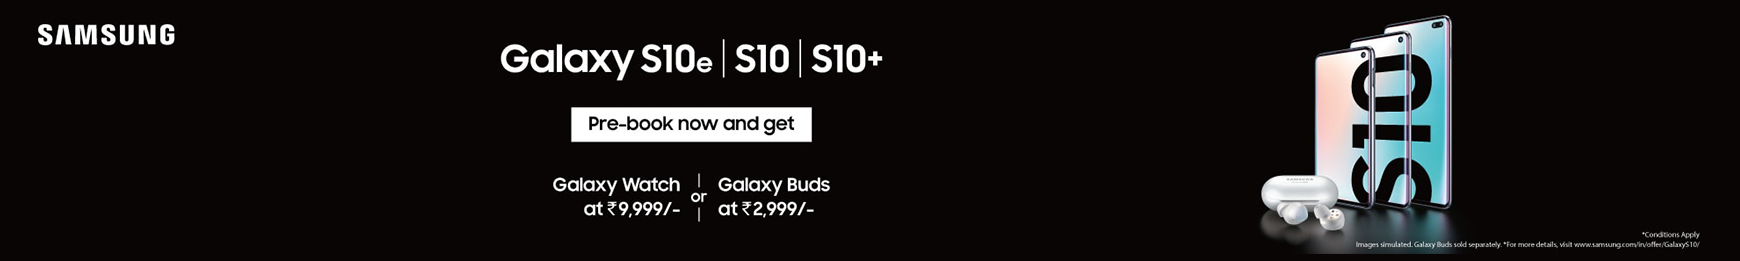 SAMSUNG
Galaxy S10e | S10 | S10+
Pre-book now and get
Galaxy Watch
at ₹9,999/-
or
Galaxy Buds
at ₹2,999/-
S10
SAMSUNG
*Conditions Apply
Images simulated. Galaxy Buds sold separately. *For more details, visit www.samsung.com/in/offer/GalaxyS10/